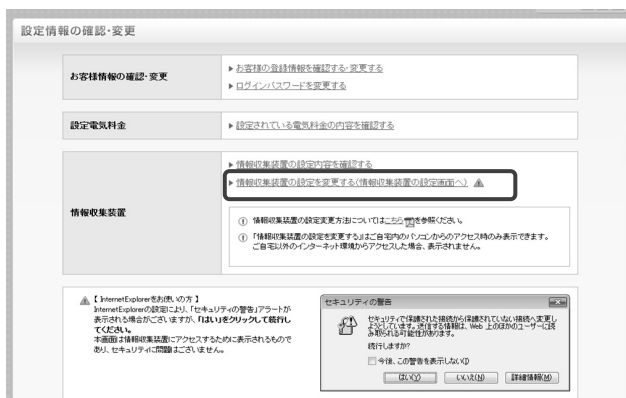 設定情報の確認・変更
お客様情報の確認・変更
▶お客様の登録情報を確認する・変更する
▶ログインパスワードを変更する
設定電気料金
▶設定されている電気料金の内容を確認する
情報収集装置
▶情報収集装置の設定内容を確認する
▶情報収集装置の設定を変更する(情報収集装置の設定画面へ)
情報収集装置の設定変更方法についてはこちらを参照ください。
「情報収集装置の設定を変更する」はご自宅内のパソコンからのアクセス時のみ表示できます。
ご自宅以外のインターネット環境からアクセスした場合、表示されません。
【InternetExplorerをお使いの方】
InternetExplorerの設定により、「セキュリティの警告」アラートが
表示される場合がございますが、「はい」をクリックして続行し
てください。
本画面は情報収集装置にアクセスするために表示されるもので
あり、セキュリティに問題はございません。
セキュリティの警告
セキュリティで保護された接続から保護されていない接続へ変更し
ようとしています。送信する情報は、Web 上のほかのユーザーに読
み取られる可能性があります。
続行しますか?
今後、この警告を表示しない(I)
はい(Y) いいえ(N) 詳細情報(M)